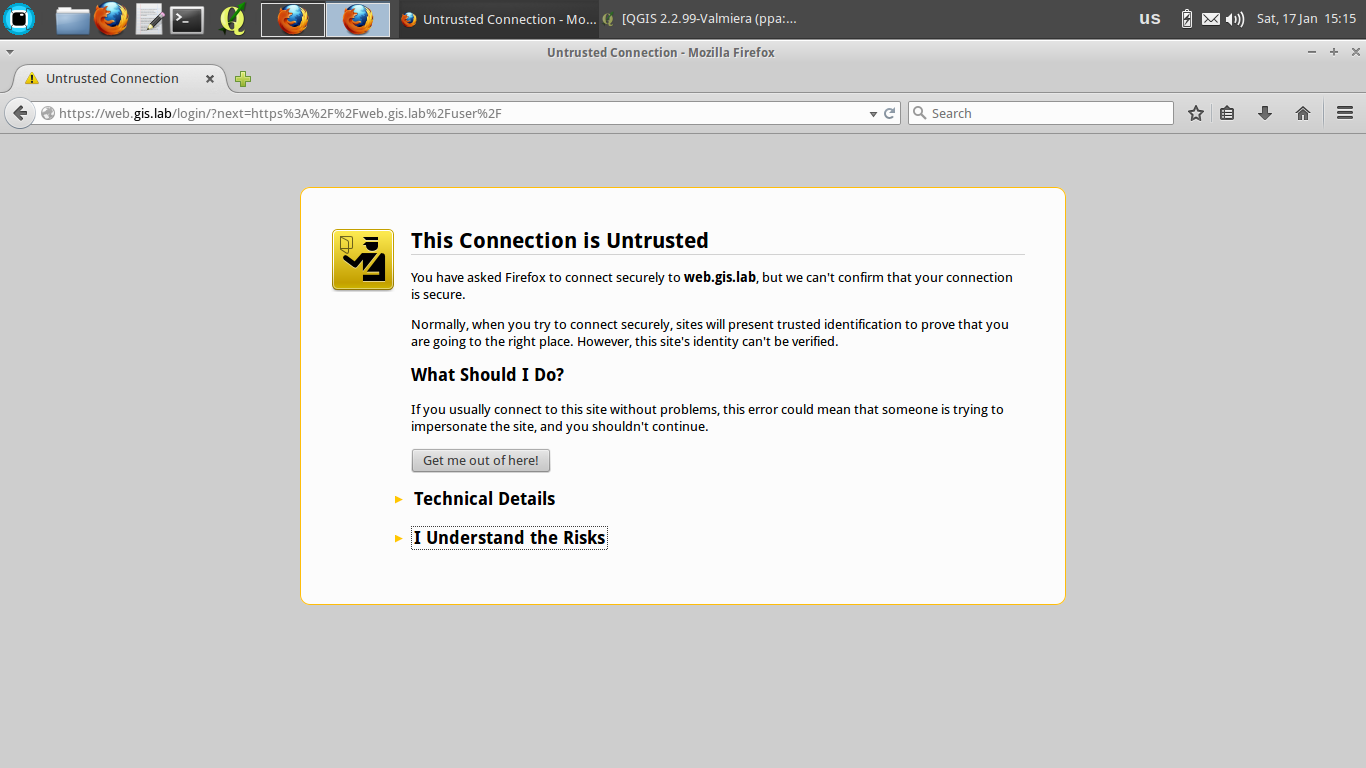 Untrusted Connection - Mo...
[QGIS 2.2.99-Valmiera (ppa:...
us
Sat, 17 Jan 15:15
Untrusted Connection - Mozilla Firefox
Untrusted Connection
https://web.gis.lab/login/?next=https%3A%2F%2Fweb.gis.lab%2Fuser%2F
Search
This Connection is Untrusted
You have asked Firefox to connect securely to web.gis.lab, but we can't confirm that your connection
is secure.
Normally, when you try to connect securely, sites will present trusted identification to prove that you
are going to the right place. However, this site's identity can't be verified.
What Should I Do?
If you usually connect to this site without problems, this error could mean that someone is trying to
impersonate the site, and you shouldn't continue.
Get me out of here!
Technical Details
I Understand the Risks